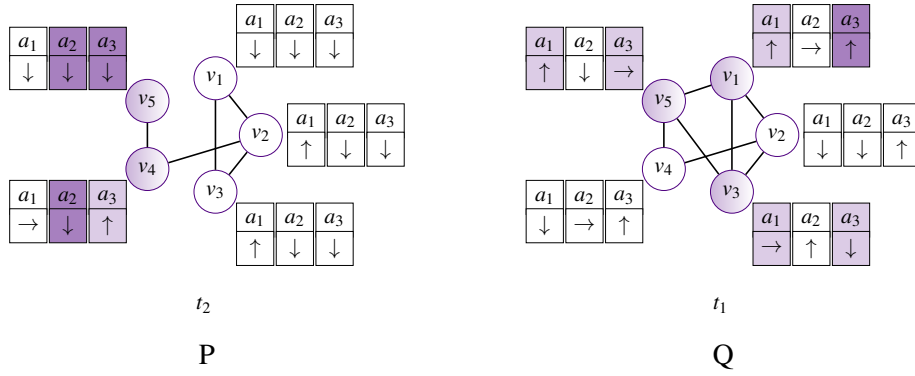 a1 a2 a3
↓ ↓ ↓
a1 a2 a3
↓ ↓ ↓
v5
v1
a1 a2 a3
↑ ↓ ↓
v2
v4
v3
a1 a2 a3
→ ↓ ↑
a1 a2 a3
↑ ↓ ↓
t2
P
a1 a2 a3
↑ ↓ →
a1 a2 a3
↑ → ↑
v5
v1
a1 a2 a3
↓ ↓ ↑
v2
v4
v3
a1 a2 a3
↓ → ↑
a1 a2 a3
→ ↑ ↓
t1
Q